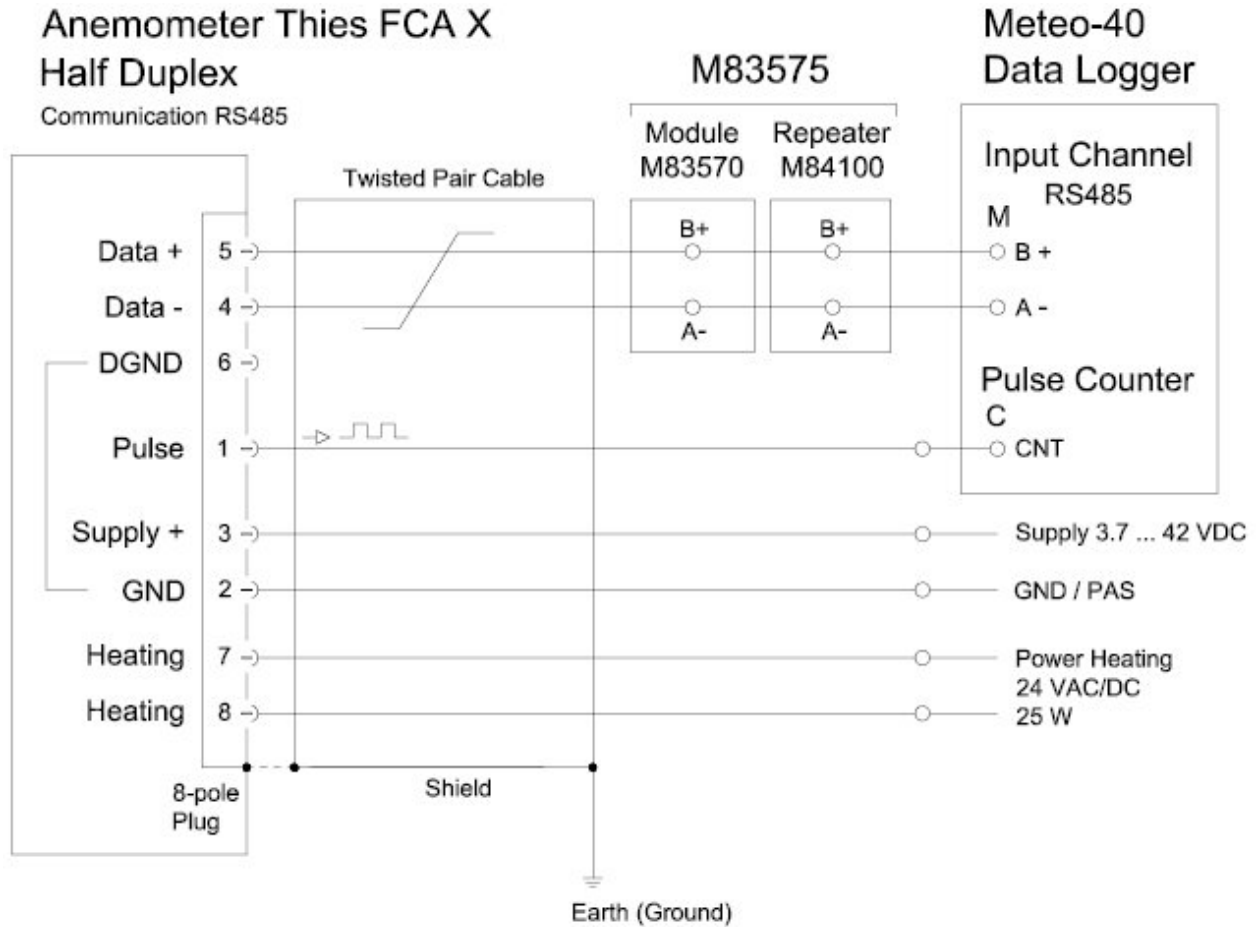 Anemometer Thies FCA X
Half Duplex
Communication RS485
M83575
Meteo-40
Data Logger
Twisted Pair Cable
Module
M83570
Repeater
M84100
Input Channel
RS485
M
Data + 5
B+
B+
B +
Data - 4
A-
A-
A -
DGND 6
Pulse Counter
C
Pulse 1
CNT
Supply + 3
Supply 3.7 ... 42 VDC
GND 2
GND / PAS
Heating 7
Power Heating
24 VAC/DC
Heating 8
25 W
8-pole
Plug
Shield
Earth (Ground)